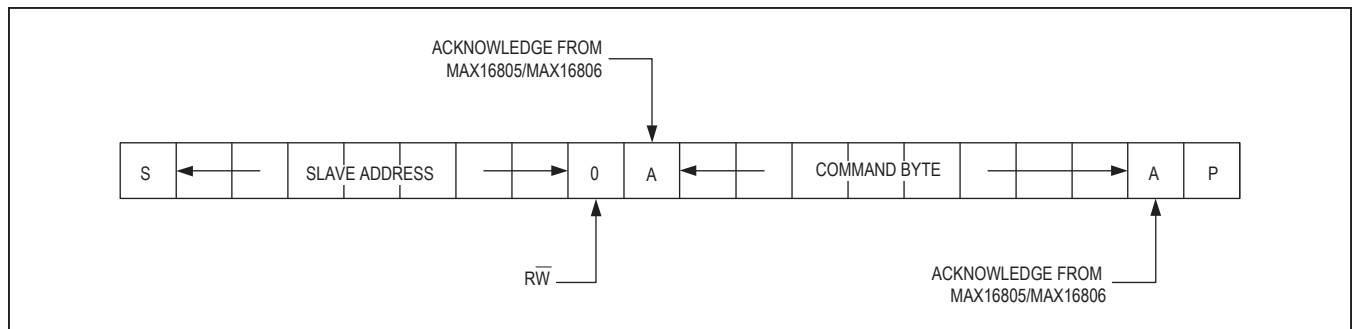 ACKNOWLEDGE FROM
MAX16805/MAX16806
S SLAVE ADDRESS 0 A COMMAND BYTE A P
RW̅
ACKNOWLEDGE FROM
MAX16805/MAX16806